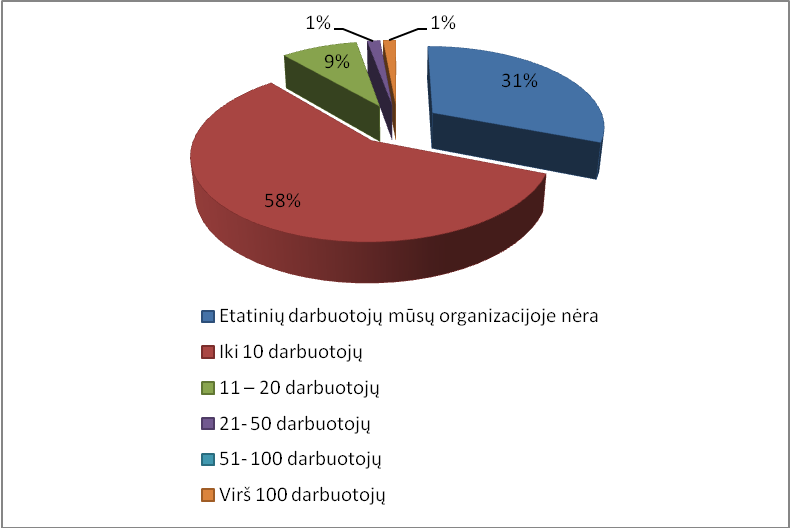 1%
1%
9%
31%
58%
Etatinių darbuotojų mūsų organizacijoje nėra
Iki 10 darbuotojų
11 – 20 darbuotojų
21- 50 darbuotojų
51- 100 darbuotojų
Virš 100 darbuotojų